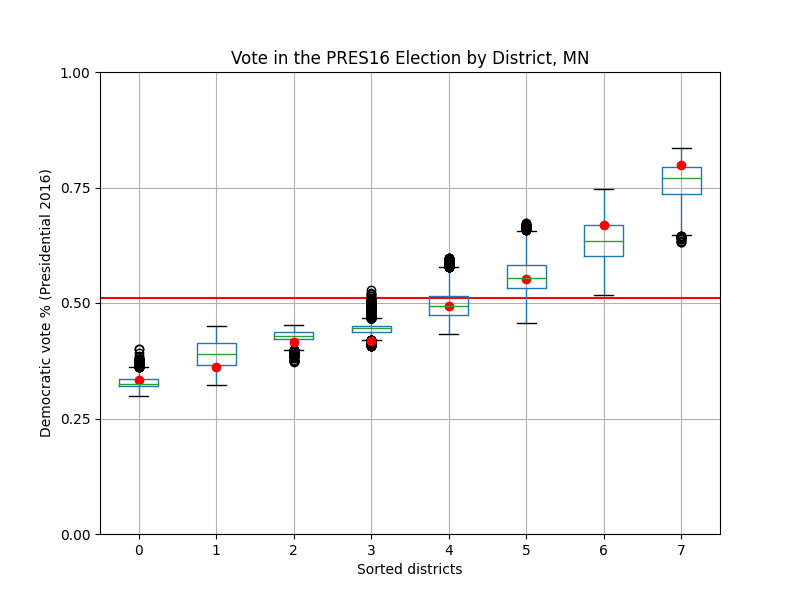 Vote in the PRES16 Election by District, MN
Democratic vote % (Presidential 2016)
1.00
0.75
0.50
0.25
0.00
0 1 2 3 4 5 6 7
Sorted districts